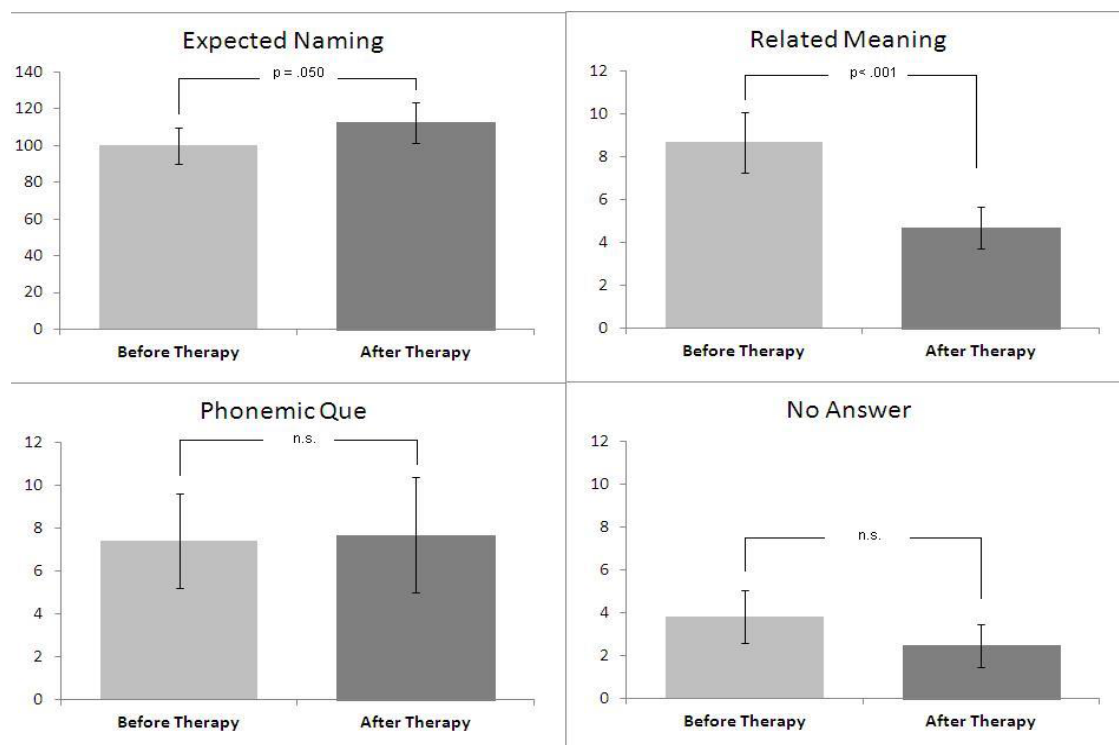 Expected Naming
p = .050
140
120
100
80
60
40
20
0
Before Therapy After Therapy
Related Meaning
p< .001
12
10
8
6
4
2
0
Before Therapy After Therapy
Phonemic Que
n.s.
12
10
8
6
4
2
0
Before Therapy After Therapy
No Answer
n.s.
12
10
8
6
4
2
0
Before Therapy After Therapy